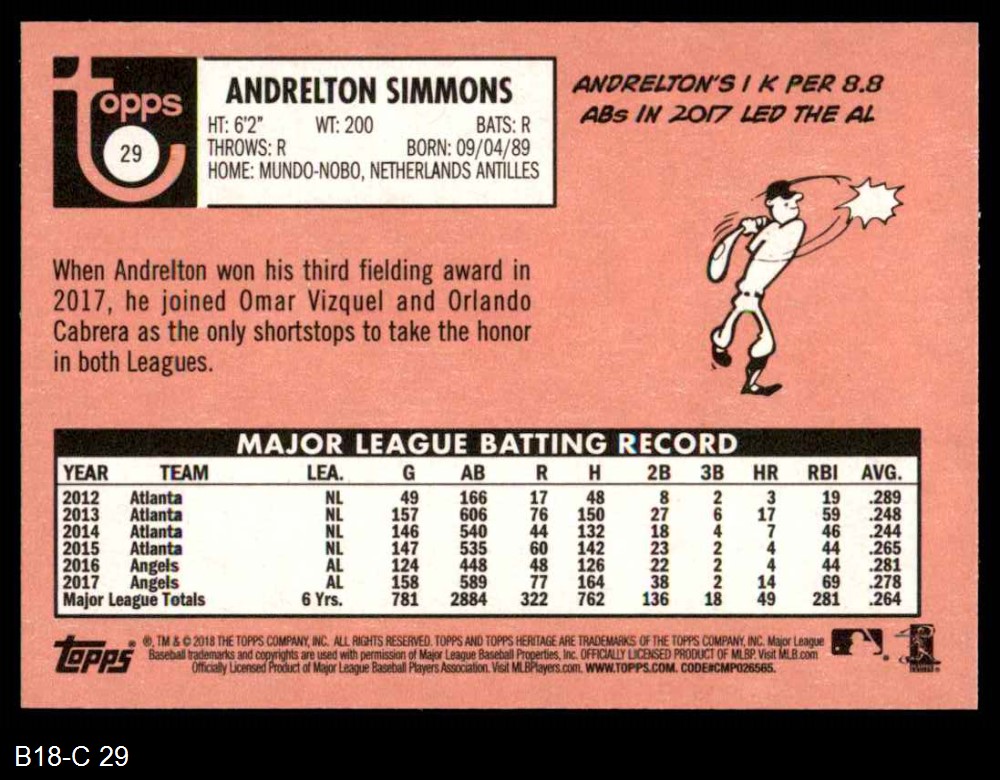 Topps
29
ANDRELTON SIMMONS
HT: 6'2" WT: 200 BATS: R
THROWS: R BORN: 09/04/89
HOME: MUNDO-NOBO, NETHERLANDS ANTILLES
ANDRELTON'S 1 K PER 8.8
ABs IN 2017 LED THE AL
When Andrelton won his third fielding award in
2017, he joined Omar Vizquel and Orlando
Cabrera as the only shortstops to take the honor
in both Leagues.
MAJOR LEAGUE BATTING RECORD
YEAR TEAM LEA. G AB R H 2B 3B HR RBI AVG.
2012 Atlanta NL 49 166 17 48 8 2 3 19 .289
2013 Atlanta NL 157 606 76 150 27 6 17 59 .248
2014 Atlanta NL 146 540 44 132 18 4 7 46 .244
2015 Atlanta NL 147 535 60 142 23 2 4 44 .265
2016 Angels AL 124 448 48 126 22 2 4 44 .281
2017 Angels AL 158 589 77 164 38 2 14 69 .278
Major League Totals 6 Yrs. 781 2884 322 762 136 18 49 281 .264
Topps
®, TM & © 2018 THE TOPPS COMPANY, INC. ALL RIGHTS RESERVED. TOPPS AND TOPPS HERITAGE ARE TRADEMARKS OF THE TOPPS COMPANY, INC. Major League
Baseball trademarks and copyrights are used with permission of Major League Baseball Properties, Inc. OFFICIALLY LICENSED PRODUCT OF MLBP. Visit MLB.com
Officially Licensed Product of Major League Baseball Players Association. Visit MLBPlayers.com. WWW.TOPPS.COM. CODE#CMP026565.
B18-C 29